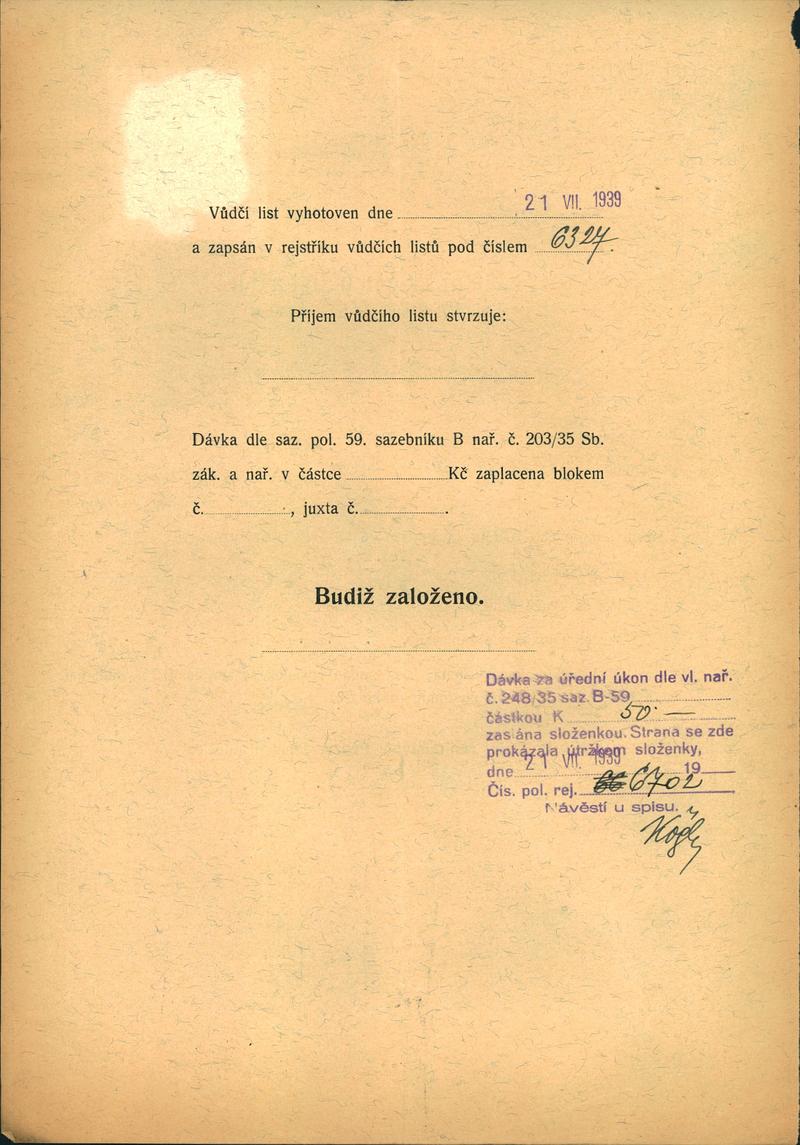 Vůdčí list vyhotoven dne 21 VII. 1939
a zapsán v rejstříku vůdčích listů pod číslem 6327.
Příjem vůdčího listu stvrzuje:
Dávka dle saz. pol. 59. sazebníku B nař. č. 203/35 Sb.
zák. a nař. v částce Kč zaplacena blokem
č. , juxta č. .
Budiž založeno.
Dávka za úřední úkon dle vl. nař.
č. 248/35 saz. B-59
částkou K 50·—
zaslána složenkou. Strana se zde
prokázala útržkem složenky,
dne 21 VII. 1939 19
Čís. pol. rej. 6702
Návěstí u spisu.